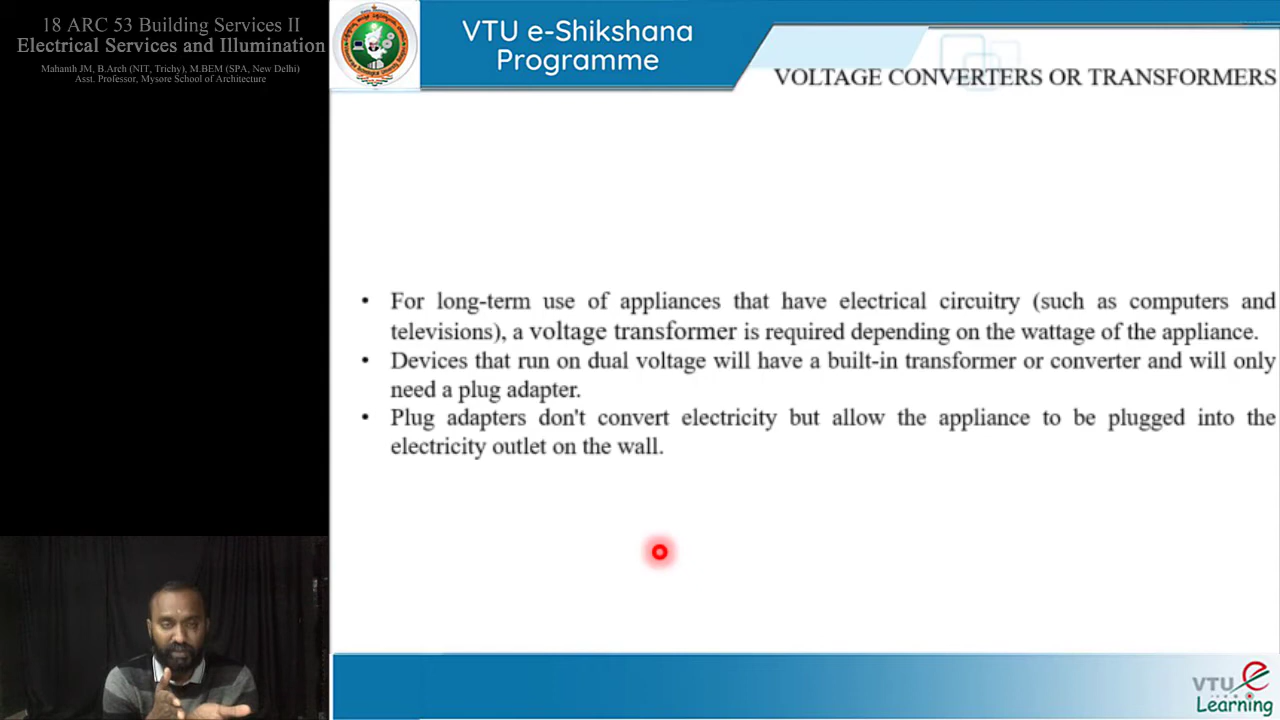 18 ARC 53 Building Services II
Electrical Services and Illumination
Mahanth JM, B.Arch (NIT, Trichy), M.BEM (SPA, New Delhi)
Asst. Professor, Mysore School of Architecture
VTU e-Shikshana
Programme
VOLTAGE CONVERTERS OR TRANSFORMERS
• For long-term use of appliances that have electrical circuitry (such as computers and
televisions), a voltage transformer is required depending on the wattage of the appliance.
• Devices that run on dual voltage will have a built-in transformer or converter and will only
need a plug adapter.
• Plug adapters don't convert electricity but allow the appliance to be plugged into the
electricity outlet on the wall.
VTU e
Learning